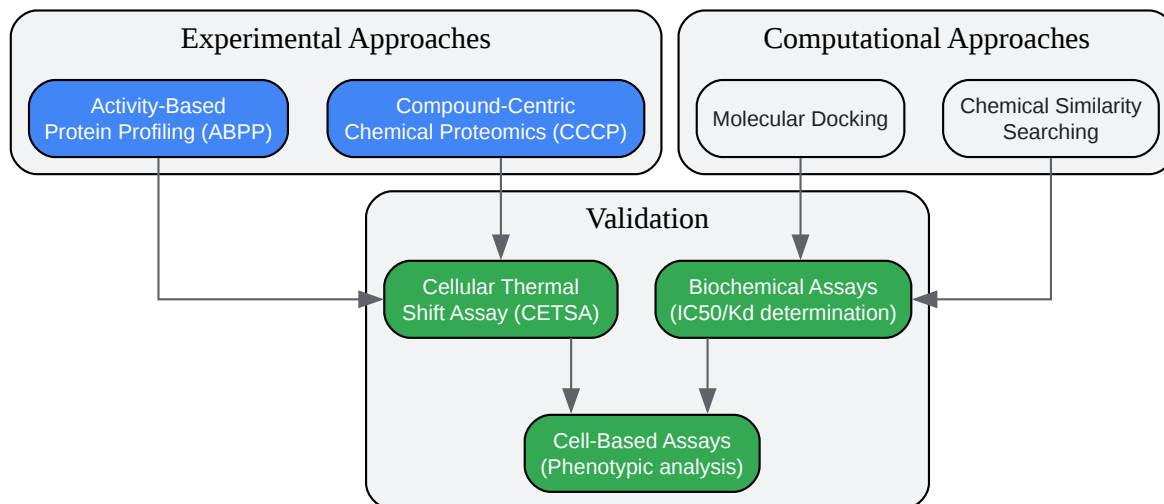 Experimental Approaches
Activity-Based
Protein Profiling (ABPP)
Compound-Centric
Chemical Proteomics (CCCP)
Computational Approaches
Molecular Docking
Chemical Similarity
Searching
Validation
Cellular Thermal
Shift Assay (CETSA)
Biochemical Assays
(IC50/Kd determination)
Cell-Based Assays
(Phenotypic analysis)